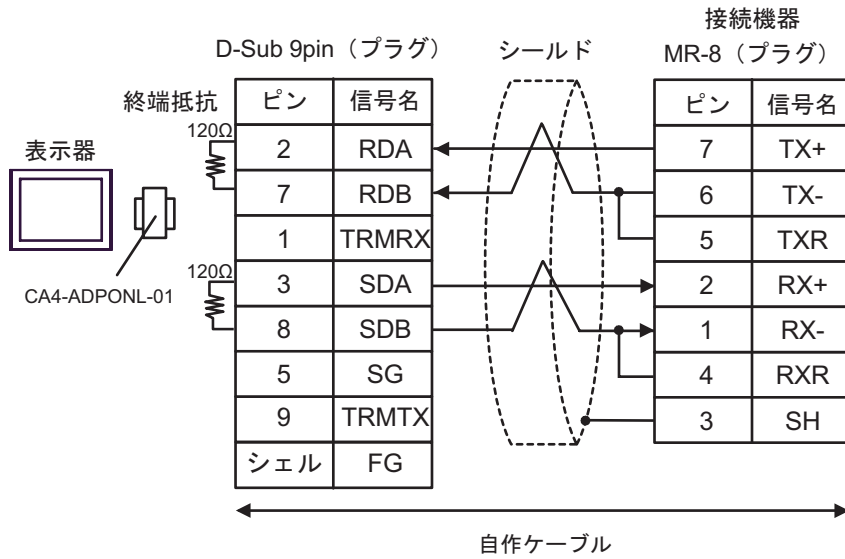 接続機器
D-Sub 9pin（プラグ） シールド MR-8（プラグ）
終端抵抗 ピン 信号名 ピン 信号名
120Ω 2 RDA 7 TX+
表示器 7 RDB 6 TX-
1 TRMRX 5 TXR
120Ω 3 SDA 2 RX+
CA4-ADPONL-01 8 SDB 1 RX-
5 SG 4 RXR
9 TRMTX 3 SH
シェル FG
自作ケーブル